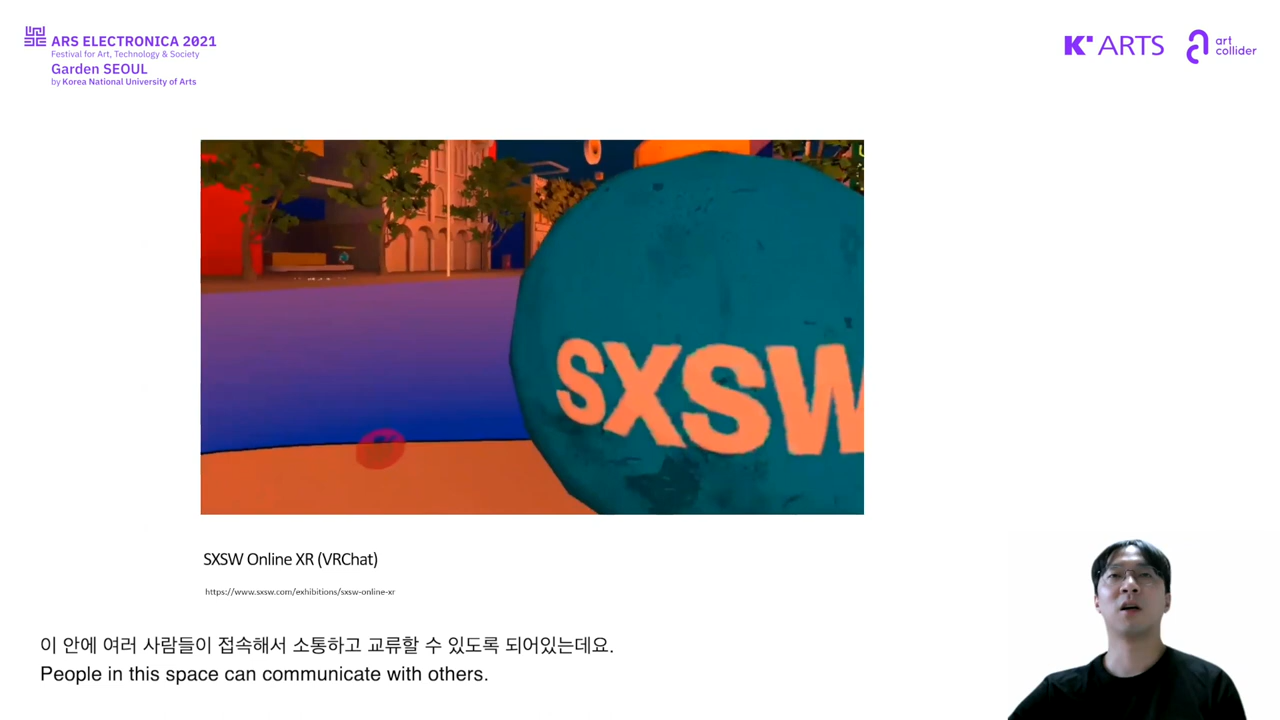 ARS ELECTRONICA 2021
Festival for Art, Technology & Society
Garden SEOUL
by Korea National University of Arts
K'ARTS
art
collider
SXSW
SXSW Online XR (VRChat)
https://www.sxsw.com/exhibitions/sxsw-online-xr
이 안에 여러 사람들이 접속해서 소통하고 교류할 수 있도록 되어있는데요.
People in this space can communicate with others.